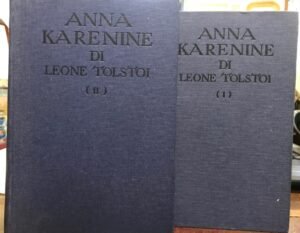 ANNA
KARENINE
DI
LEONE TOLSTOI
( II )
ANNA
KARENINE
DI
LEONE TOLSTOI
( I )